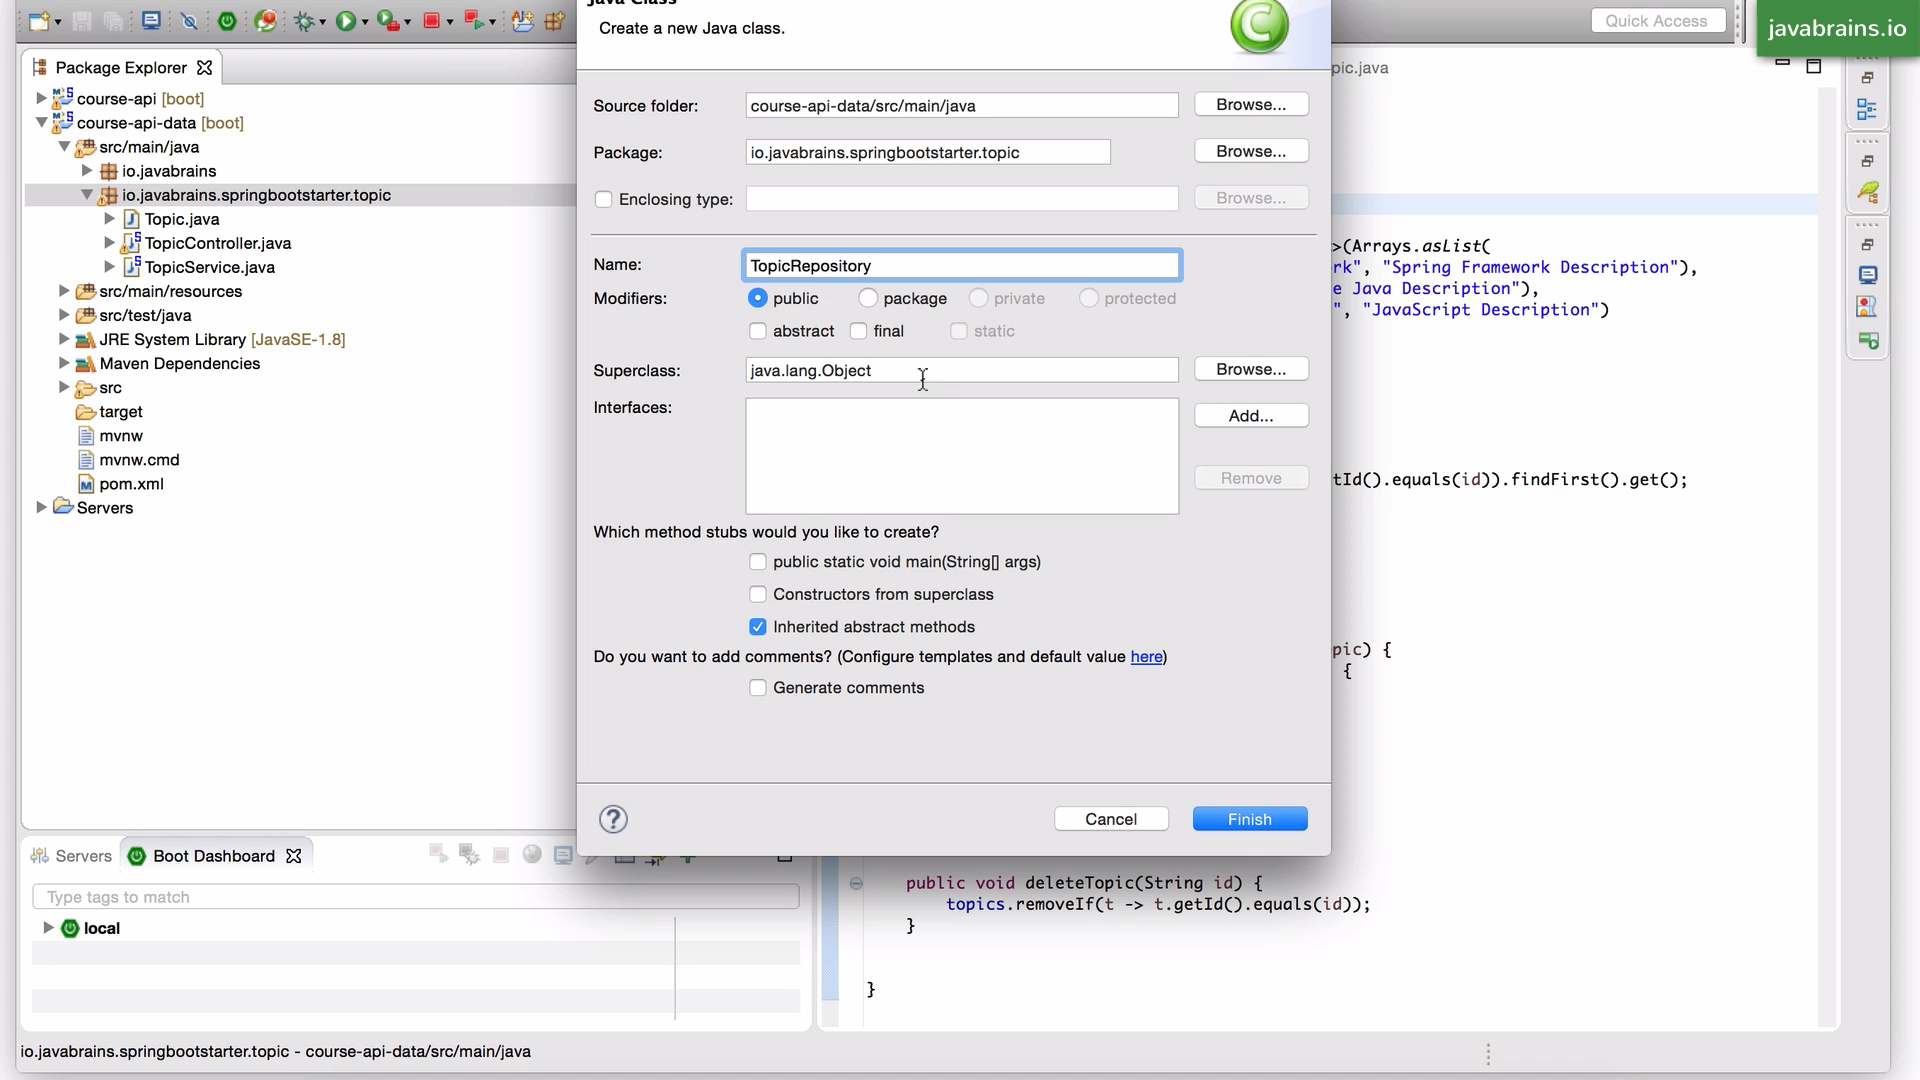 Java Class
Create a new Java class.
Quick Access
javabrains.io
Package Explorer
course-api [boot]
course-api-data [boot]
src/main/java
io.javabrains
io.javabrains.springbootstarter.topic
Topic.java
TopicController.java
TopicService.java
src/main/resources
src/test/java
JRE System Library [JavaSE-1.8]
Maven Dependencies
src
target
mvnw
mvnw.cmd
pom.xml
Servers
Source folder: course-api-data/src/main/java Browse...
Package: io.javabrains.springbootstarter.topic Browse...
Enclosing type: Browse...
Name: TopicRepository
Modifiers: public package private protected
abstract final static
Superclass: java.lang.Object Browse...
Interfaces: Add...
Remove
Which method stubs would you like to create?
public static void main(String[] args)
Constructors from superclass
Inherited abstract methods
Do you want to add comments? (Configure templates and default value here)
Generate comments
? Cancel Finish
pic.java
>(Arrays.asList(
rk", "Spring Framework Description"),
e Java Description"),
", "JavaScript Description")
tId().equals(id)).findFirst().get();
pic) {
{
public void deleteTopic(String id) {
topics.removeIf(t -> t.getId().equals(id));
}
}
Servers Boot Dashboard
Type tags to match
local
io.javabrains.springbootstarter.topic - course-api-data/src/main/java